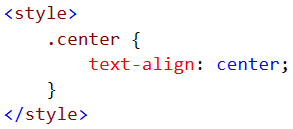 <style>
    .center {
        text-align: center;
    }
</style>